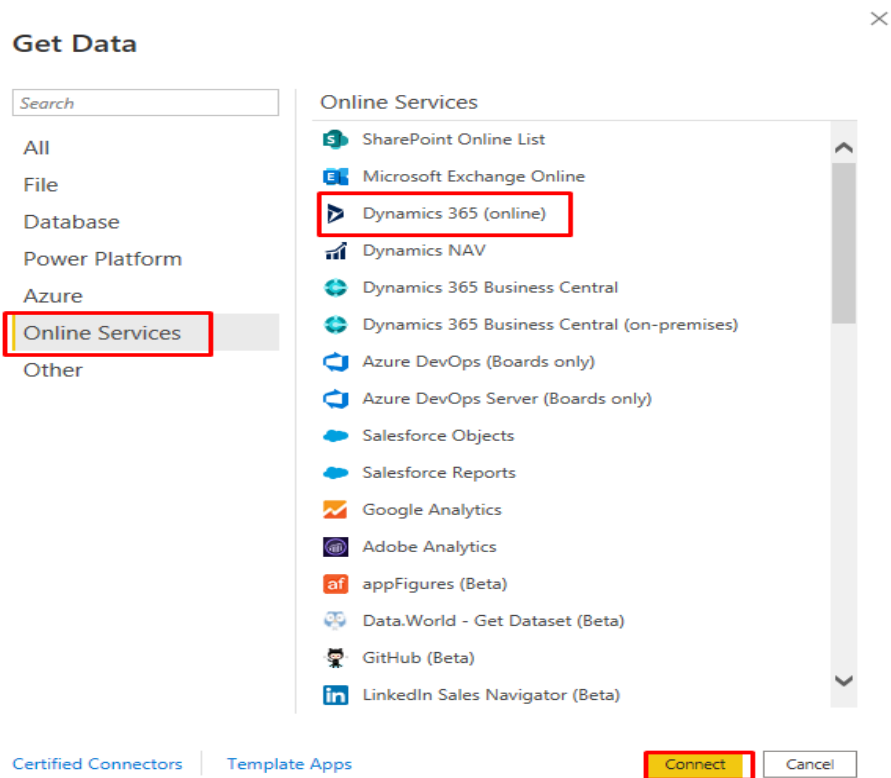 Get Data
Search
All
File
Database
Power Platform
Azure
Online Services
Other
Online Services
SharePoint Online List
Microsoft Exchange Online
Dynamics 365 (online)
Dynamics NAV
Dynamics 365 Business Central
Dynamics 365 Business Central (on-premises)
Azure DevOps (Boards only)
Azure DevOps Server (Boards only)
Salesforce Objects
Salesforce Reports
Google Analytics
Adobe Analytics
appFigures (Beta)
Data.World - Get Dataset (Beta)
GitHub (Beta)
LinkedIn Sales Navigator (Beta)
Certified Connectors
Template Apps
Connect
Cancel